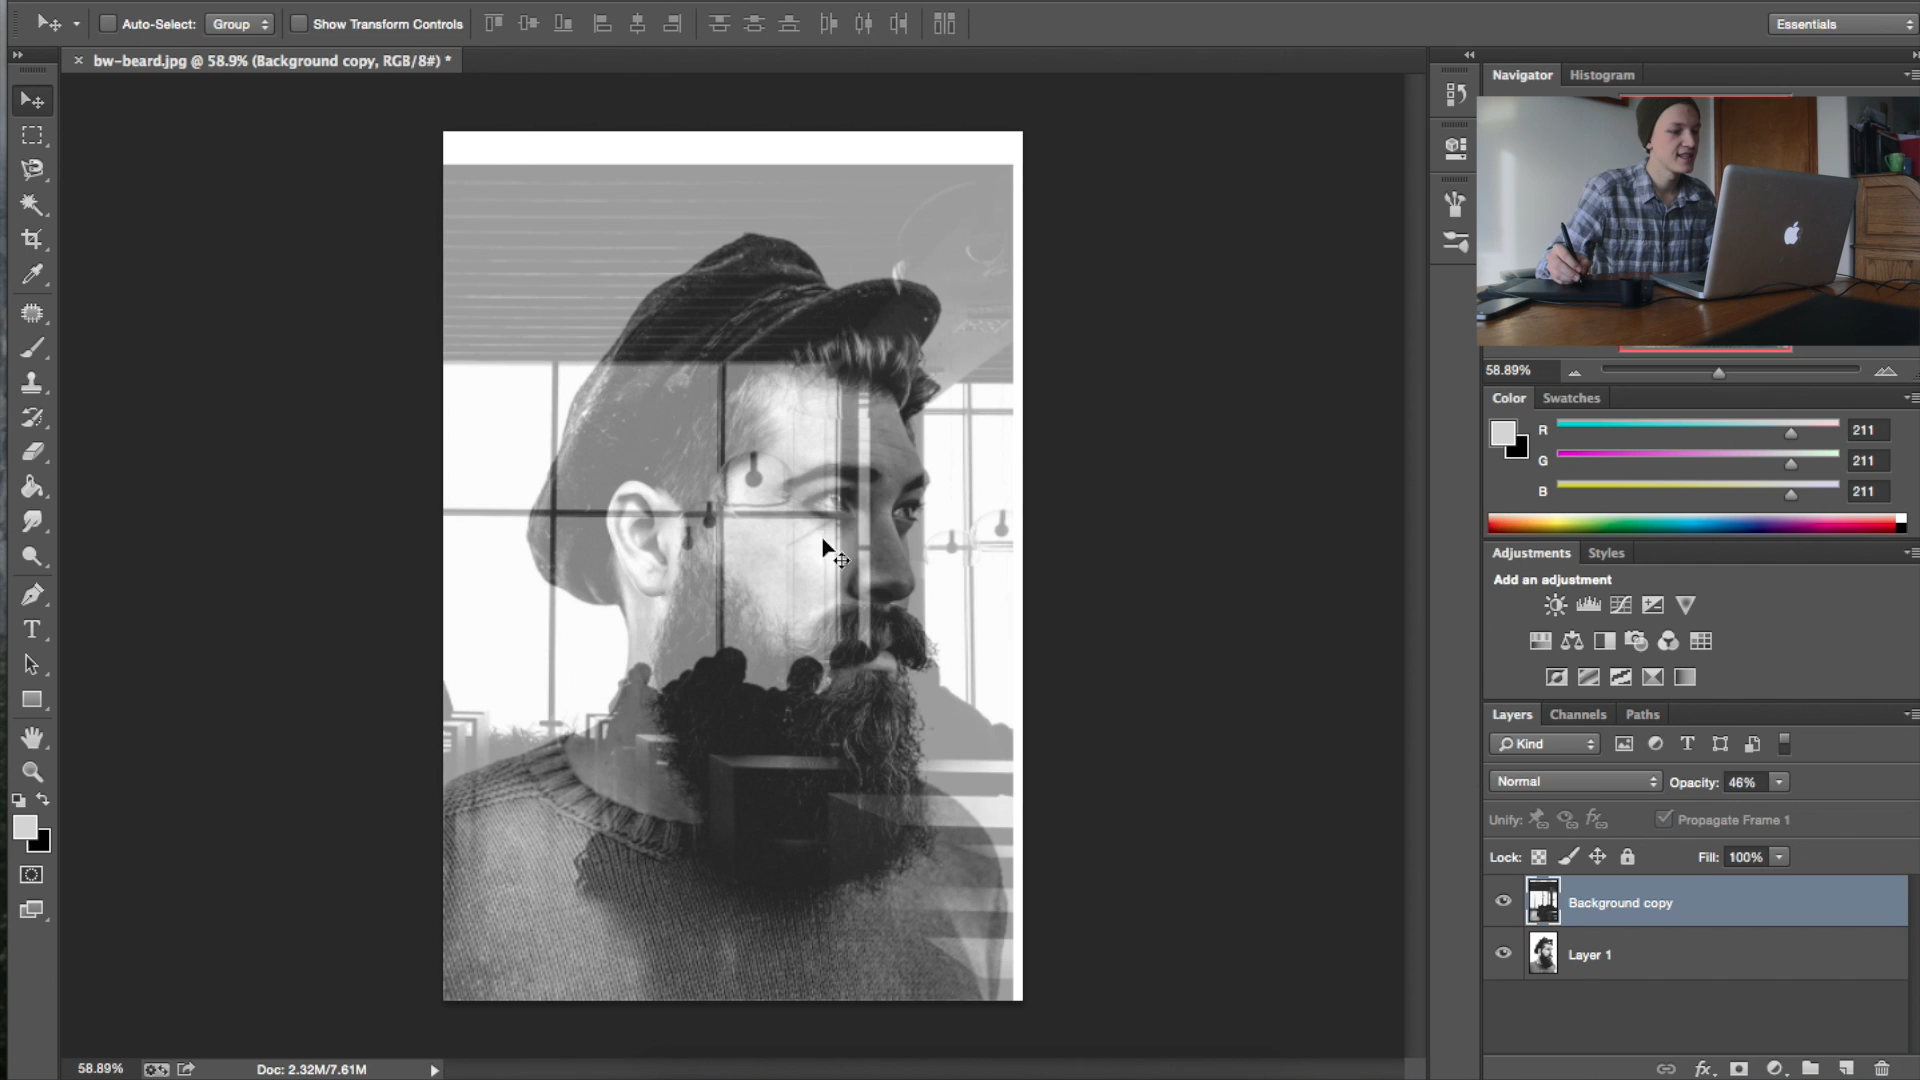 Auto-Select: Group Show Transform Controls Essentials
× bw-beard.jpg @ 58.9% (Background copy, RGB/8#) *
Navigator Histogram
58.89%
Color Swatches
R 211
G 211
B 211
Adjustments Styles
Add an adjustment
Layers Channels Paths
Kind
Normal Opacity: 46%
Unify: Propagate Frame 1
Lock: Fill: 100%
Background copy
Layer 1
58.89% Doc: 2.32M/7.61M